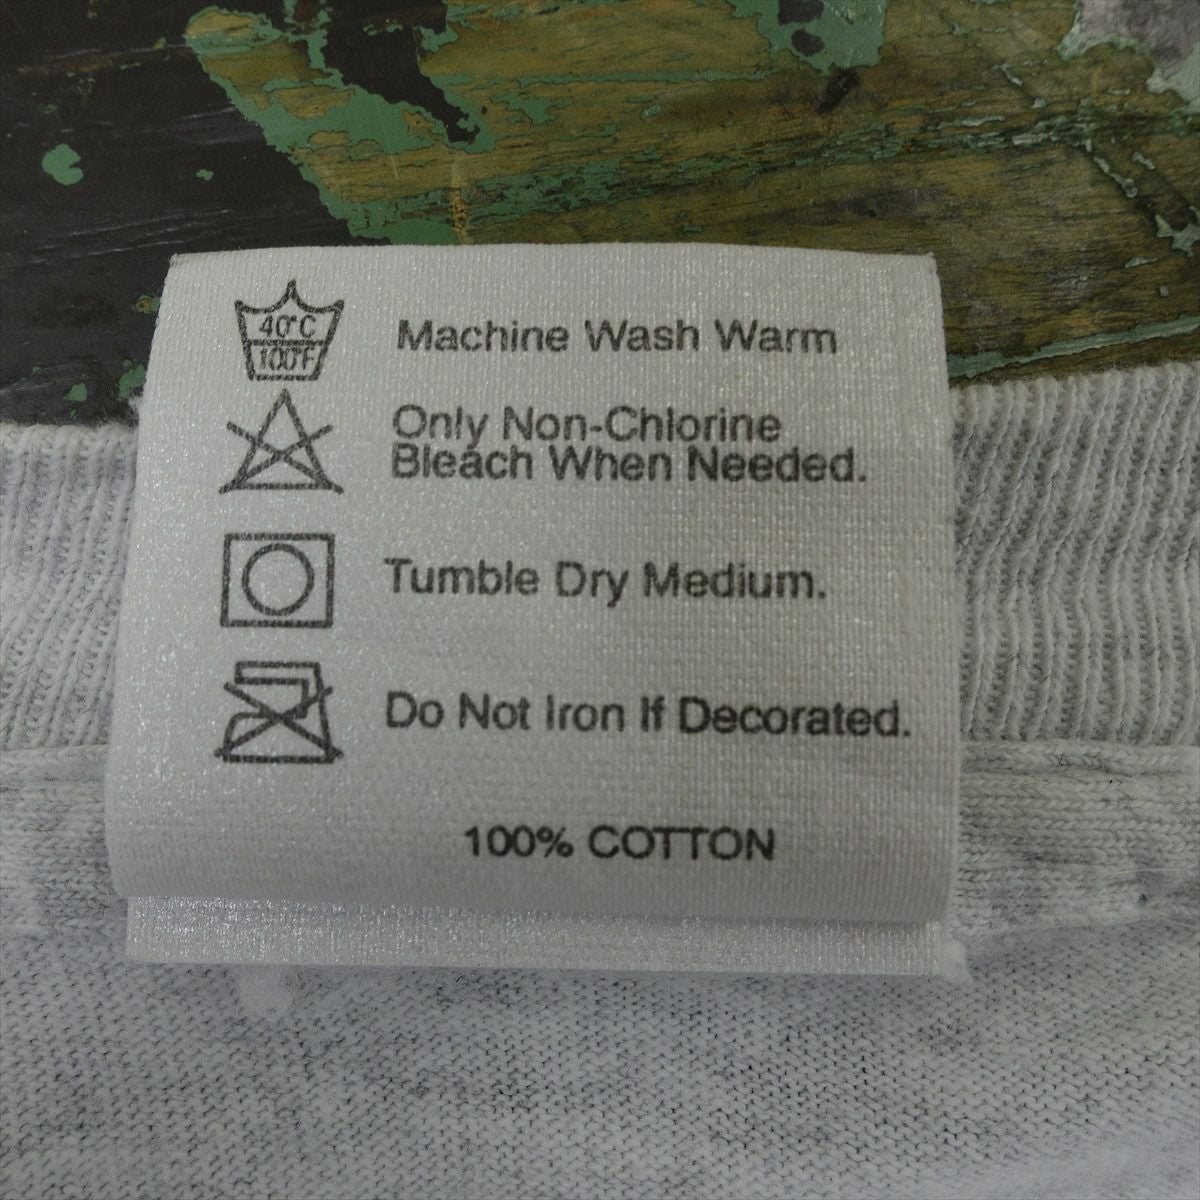 40°C
100°F
Machine Wash Warm
Only Non-Chlorine
Bleach When Needed.
Tumble Dry Medium.
Do Not Iron If Decorated.
100% COTTON